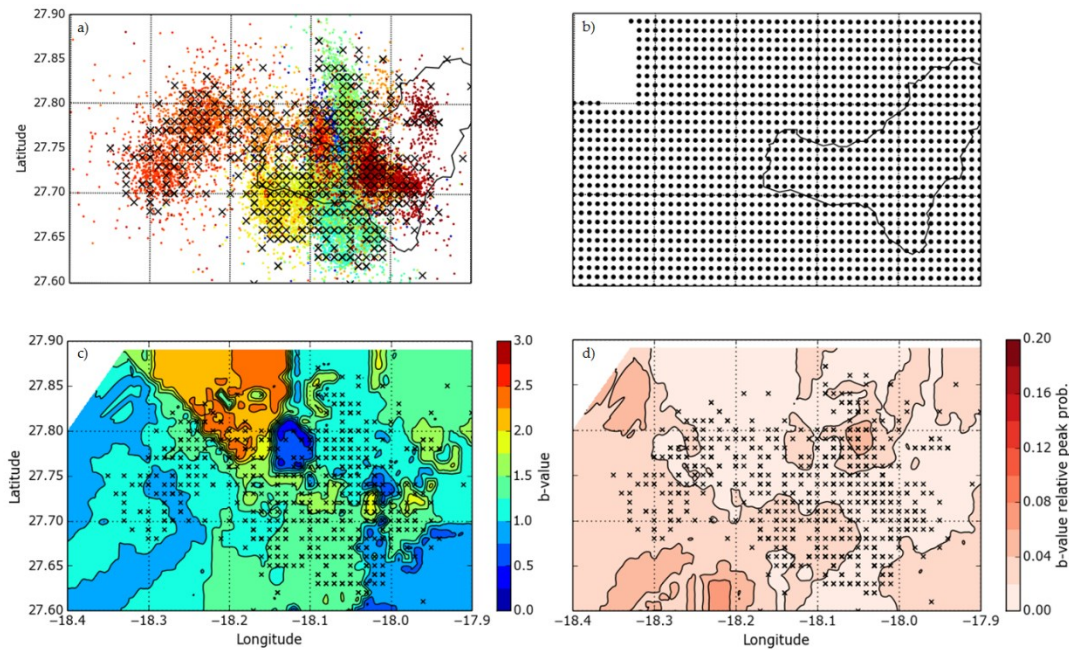 a)
b)
27.90
27.85
27.80
27.75
27.70
27.65
27.60
Latitude
c)
d)
27.90
27.85
27.80
27.75
27.70
27.65
27.60
Latitude
−18.4 −18.3 −18.2 −18.1 −18.0 −17.9
Longitude
3.0
2.5
2.0
1.5
1.0
0.5
0.0
b-value
−18.4 −18.3 −18.2 −18.1 −18.0 −17.9
Longitude
0.20
0.16
0.12
0.08
0.04
0.00
b-value relative peak prob.